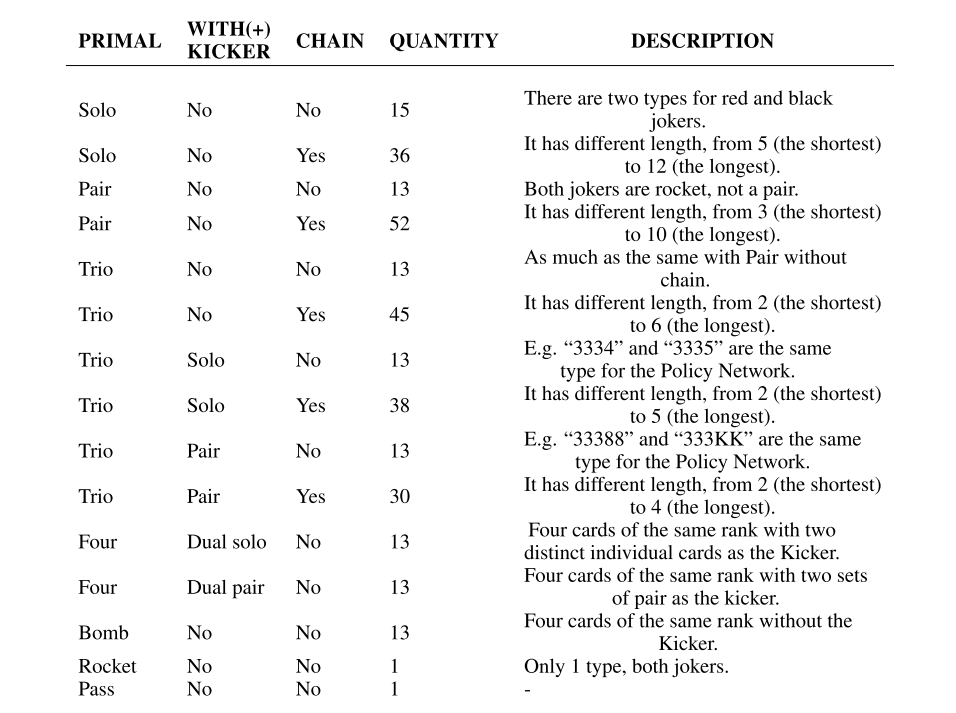 PRIMAL WITH(+) KICKER CHAIN QUANTITY DESCRIPTION
Solo No No 15 There are two types for red and black
jokers.
Solo No Yes 36 It has different length, from 5 (the shortest)
to 12 (the longest).
Pair No No 13 Both jokers are rocket, not a pair.
Pair No Yes 52 It has different length, from 3 (the shortest)
to 10 (the longest).
Trio No No 13 As much as the same with Pair without
chain.
Trio No Yes 45 It has different length, from 2 (the shortest)
to 6 (the longest).
Trio Solo No 13 E.g. “3334” and “3335” are the same
type for the Policy Network.
Trio Solo Yes 38 It has different length, from 2 (the shortest)
to 5 (the longest).
Trio Pair No 13 E.g. “33388” and “333KK” are the same
type for the Policy Network.
Trio Pair Yes 30 It has different length, from 2 (the shortest)
to 4 (the longest).
Four Dual solo No 13 Four cards of the same rank with two
distinct individual cards as the Kicker.
Four Dual pair No 13 Four cards of the same rank with two sets
of pair as the kicker.
Bomb No No 13 Four cards of the same rank without the
Kicker.
Rocket No No 1 Only 1 type, both jokers.
Pass No No 1 -